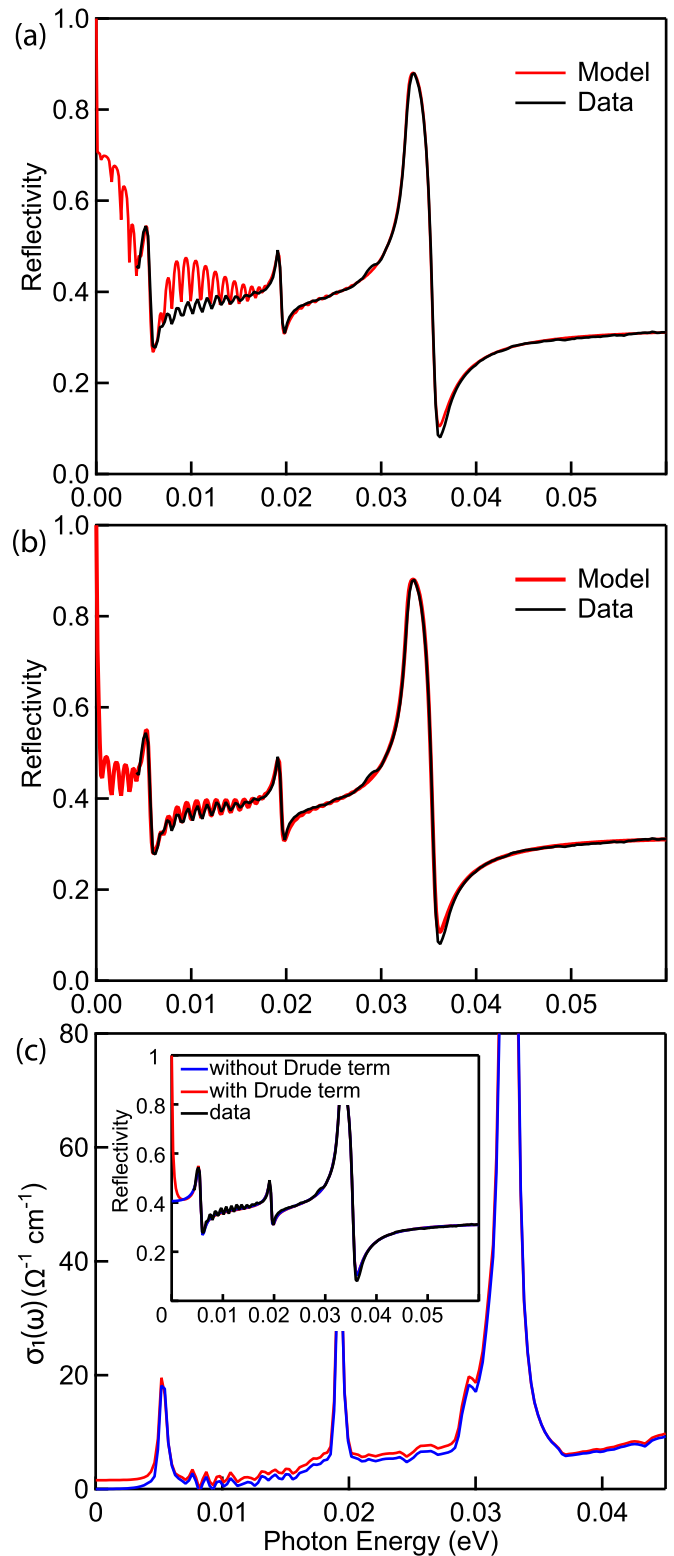 (a)
1.0
0.8
0.6
0.4
0.2
0.0
Reflectivity
Model
Data
0.00 0.01 0.02 0.03 0.04 0.05
(b)
1.0
0.8
0.6
0.4
0.2
0.0
Reflectivity
Model
Data
0.00 0.01 0.02 0.03 0.04 0.05
(c)
80
60
40
20
0
σ₁(ω) (Ω⁻¹ cm⁻¹)
1
0.8
0.6
0.4
0.2
Reflectivity
without Drude term
with Drude term
data
0 0.01 0.02 0.03 0.04 0.05
0 0.01 0.02 0.03 0.04
Photon Energy (eV)